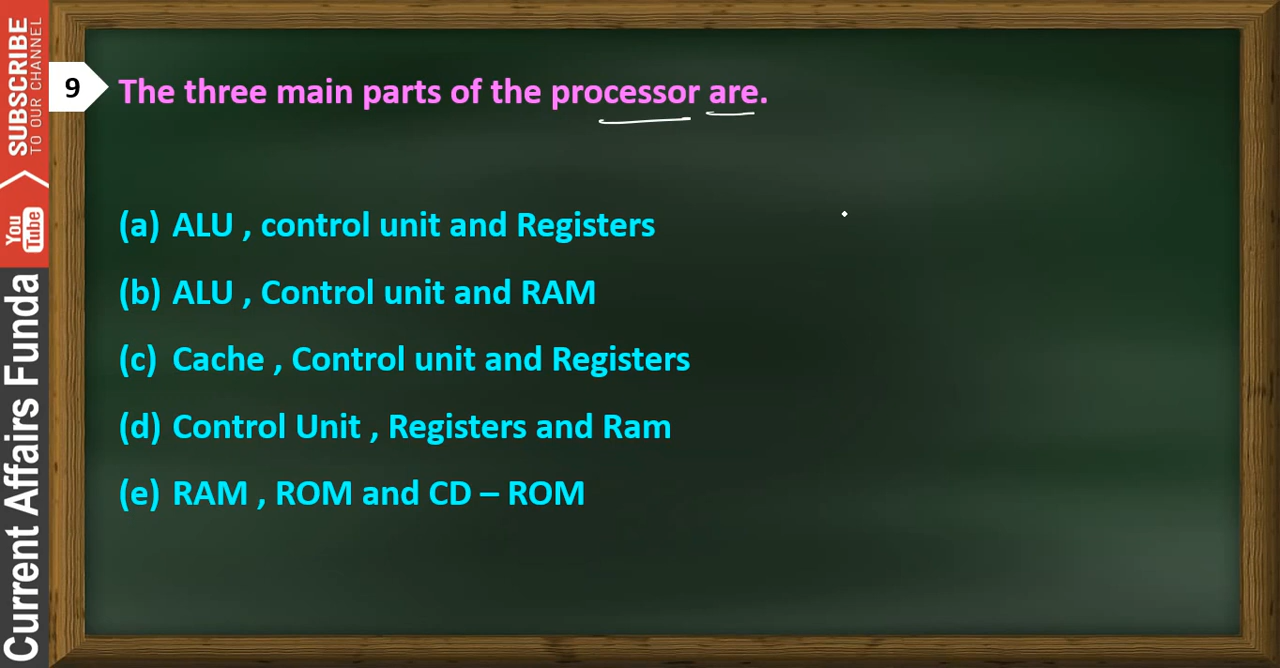 SUBSCRIBE
TO OUR CHANNEL
You
Tube
Current Affairs Funda
9
The three main parts of the processor are.
(a) ALU , control unit and Registers
(b) ALU , Control unit and RAM
(c) Cache , Control unit and Registers
(d) Control Unit , Registers and Ram
(e) RAM , ROM and CD – ROM